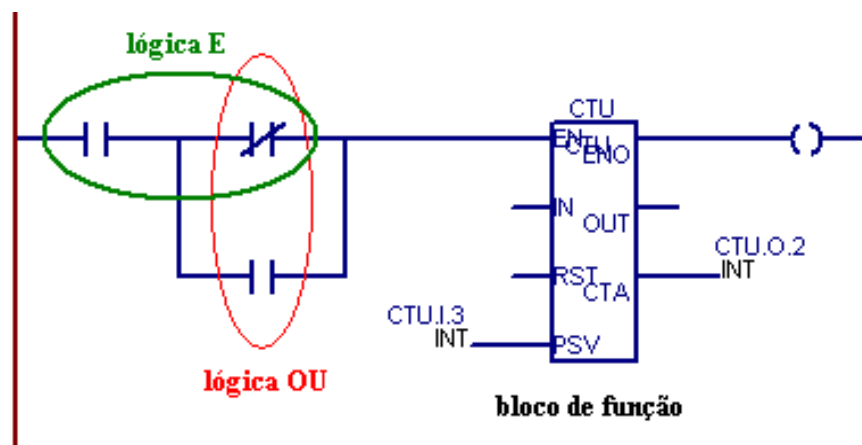 lógica E
CTU
EN
CTU
ENO
IN
OUT
CTU.O.2
RST
INT
CTA
CTU.I.3
INT
PSV
lógica OU
bloco de função